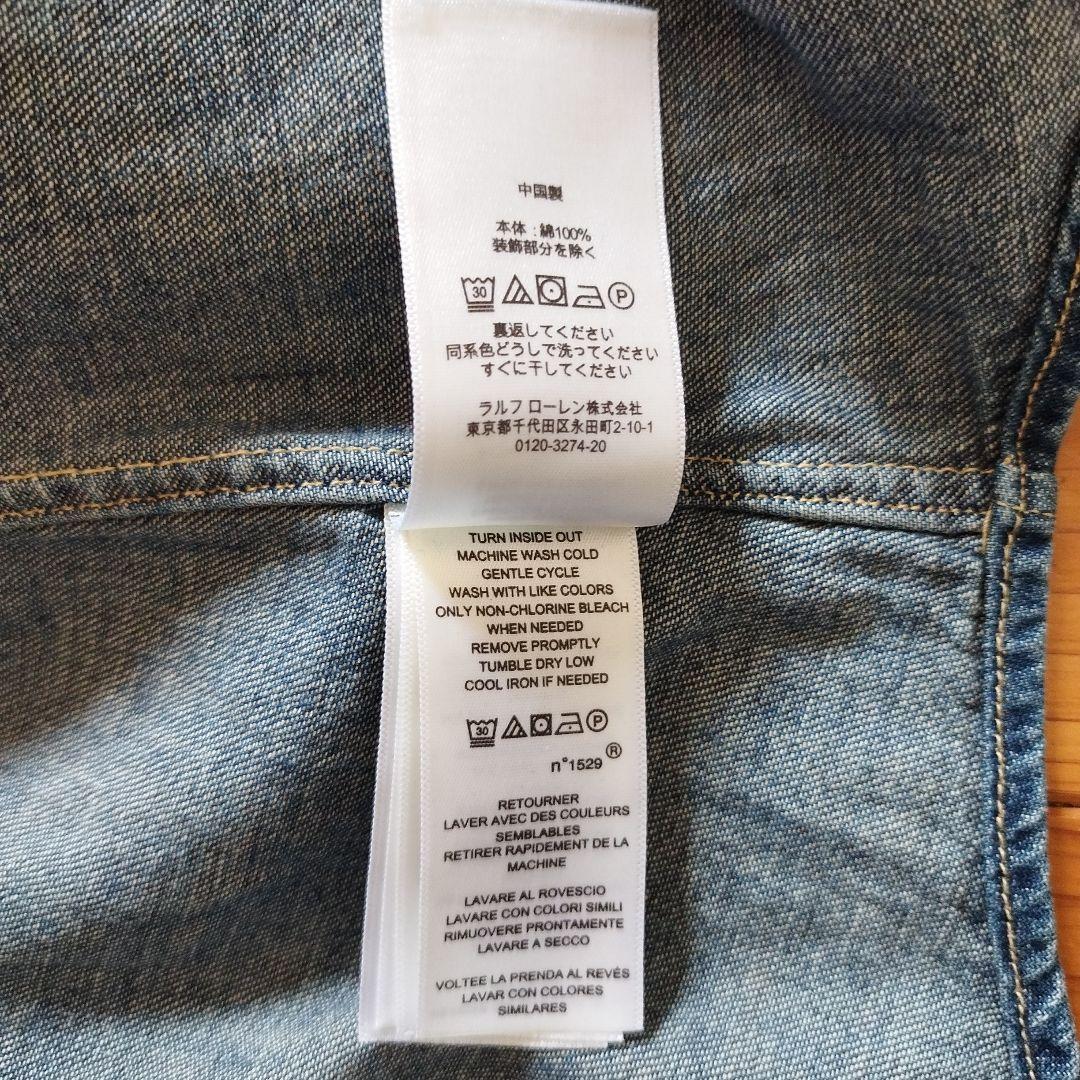 中国製
本体 : 綿100%
装飾部分を除く
30 P
裏返してください
同系色どうしで洗ってください
すぐに干してください
ラルフ ローレン株式会社
東京都千代田区永田町2-10-1
0120-3274-20
TURN INSIDE OUT
MACHINE WASH COLD
GENTLE CYCLE
WASH WITH LIKE COLORS
ONLY NON-CHLORINE BLEACH
WHEN NEEDED
REMOVE PROMPTLY
TUMBLE DRY LOW
COOL IRON IF NEEDED
30 P
n°1529 ®
RETOURNER
LAVER AVEC DES COULEURS
SEMBLABLES
RETIRER RAPIDEMENT DE LA
MACHINE
LAVARE AL ROVESCIO
LAVARE CON COLORI SIMILI
RIMUOVERE PRONTAMENTE
LAVARE A SECCO
VOLTEE LA PRENDA AL REVÉS
LAVAR CON COLORES
SIMILARES